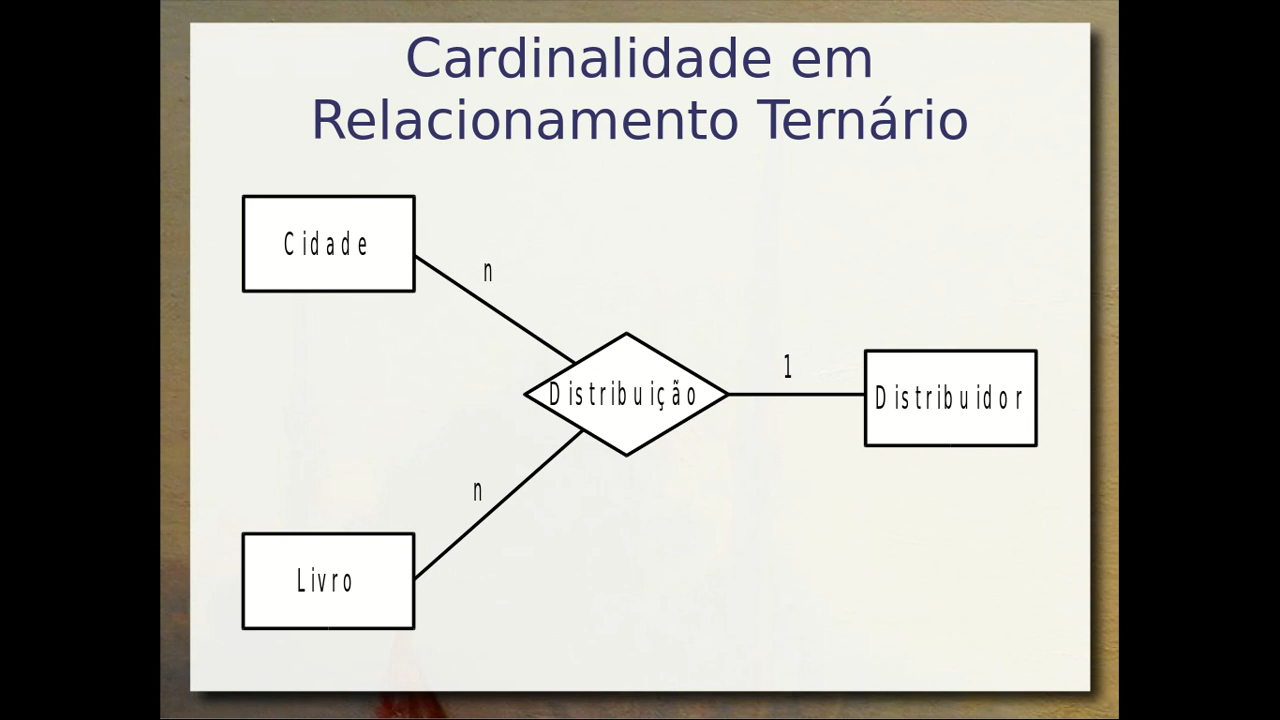 Cardinalidade em
Relacionamento Ternário
Cidade
n
Distribuição
1
Distribuidor
n
Livro